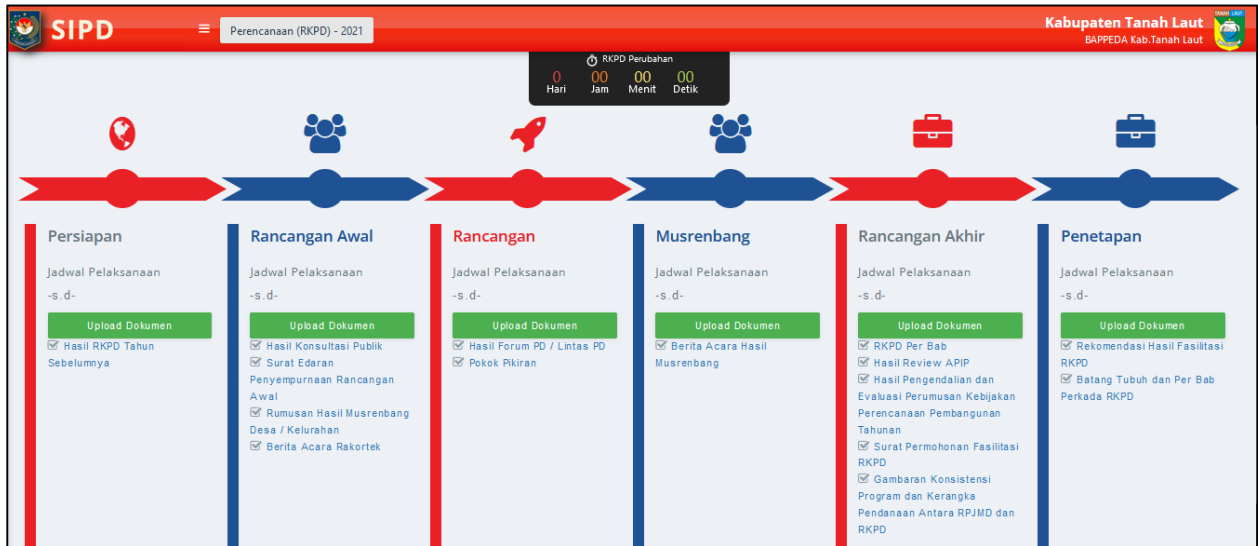 SIPD
Perencanaan (RKPD) - 2021
Kabupaten Tanah Laut
BAPPEDA Kab.Tanah Laut
TANAH LAUT
RKPD Perubahan
0 00 00 00
Hari Jam Menit Detik
Persiapan
Jadwal Pelaksanaan
-s.d-
Upload Dokumen
Hasil RKPD Tahun
Sebelumnya
Rancangan Awal
Jadwal Pelaksanaan
-s.d-
Upload Dokumen
Hasil Konsultasi Publik
Surat Edaran
Penyempurnaan Rancangan
Awal
Rumusan Hasil Musrenbang
Desa / Kelurahan
Berita Acara Rakortek
Rancangan
Jadwal Pelaksanaan
-s.d-
Upload Dokumen
Hasil Forum PD / Lintas PD
Pokok Pikiran
Musrenbang
Jadwal Pelaksanaan
-s.d-
Upload Dokumen
Berita Acara Hasil
Musrenbang
Rancangan Akhir
Jadwal Pelaksanaan
-s.d-
Upload Dokumen
RKPD Per Bab
Hasil Review APIP
Hasil Pengendalian dan
Evaluasi Perumusan Kebijakan
Perencanaan Pembangunan
Tahunan
Surat Permohonan Fasilitasi
RKPD
Gambaran Konsistensi
Program dan Kerangka
Pendanaan Antara RPJMD dan
RKPD
Penetapan
Jadwal Pelaksanaan
-s.d-
Upload Dokumen
Rekomendasi Hasil Fasilitasi
RKPD
Batang Tubuh dan Per Bab
Perkada RKPD